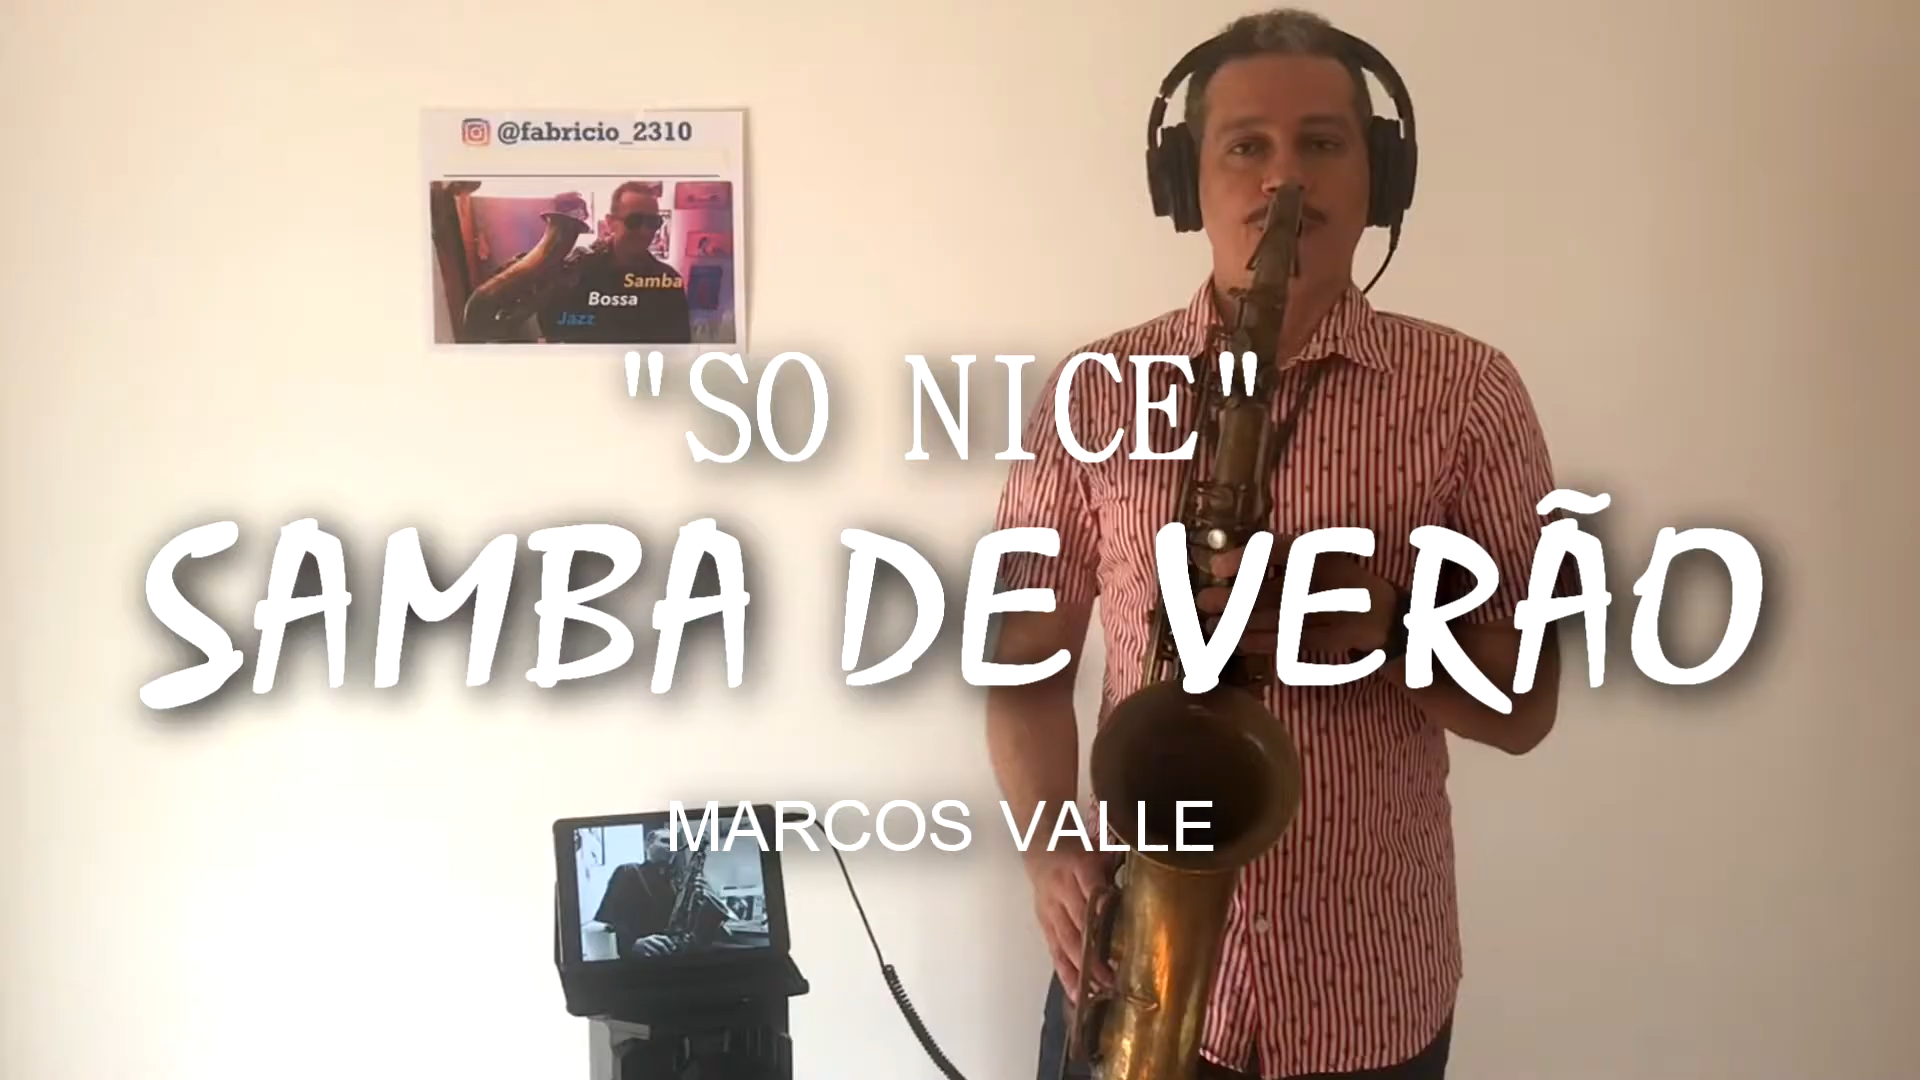 @fabricio_2310
Samba
Bossa
Jazz
"SO NICE"
SAMBA DE VERÃO
MARCOS VALLE